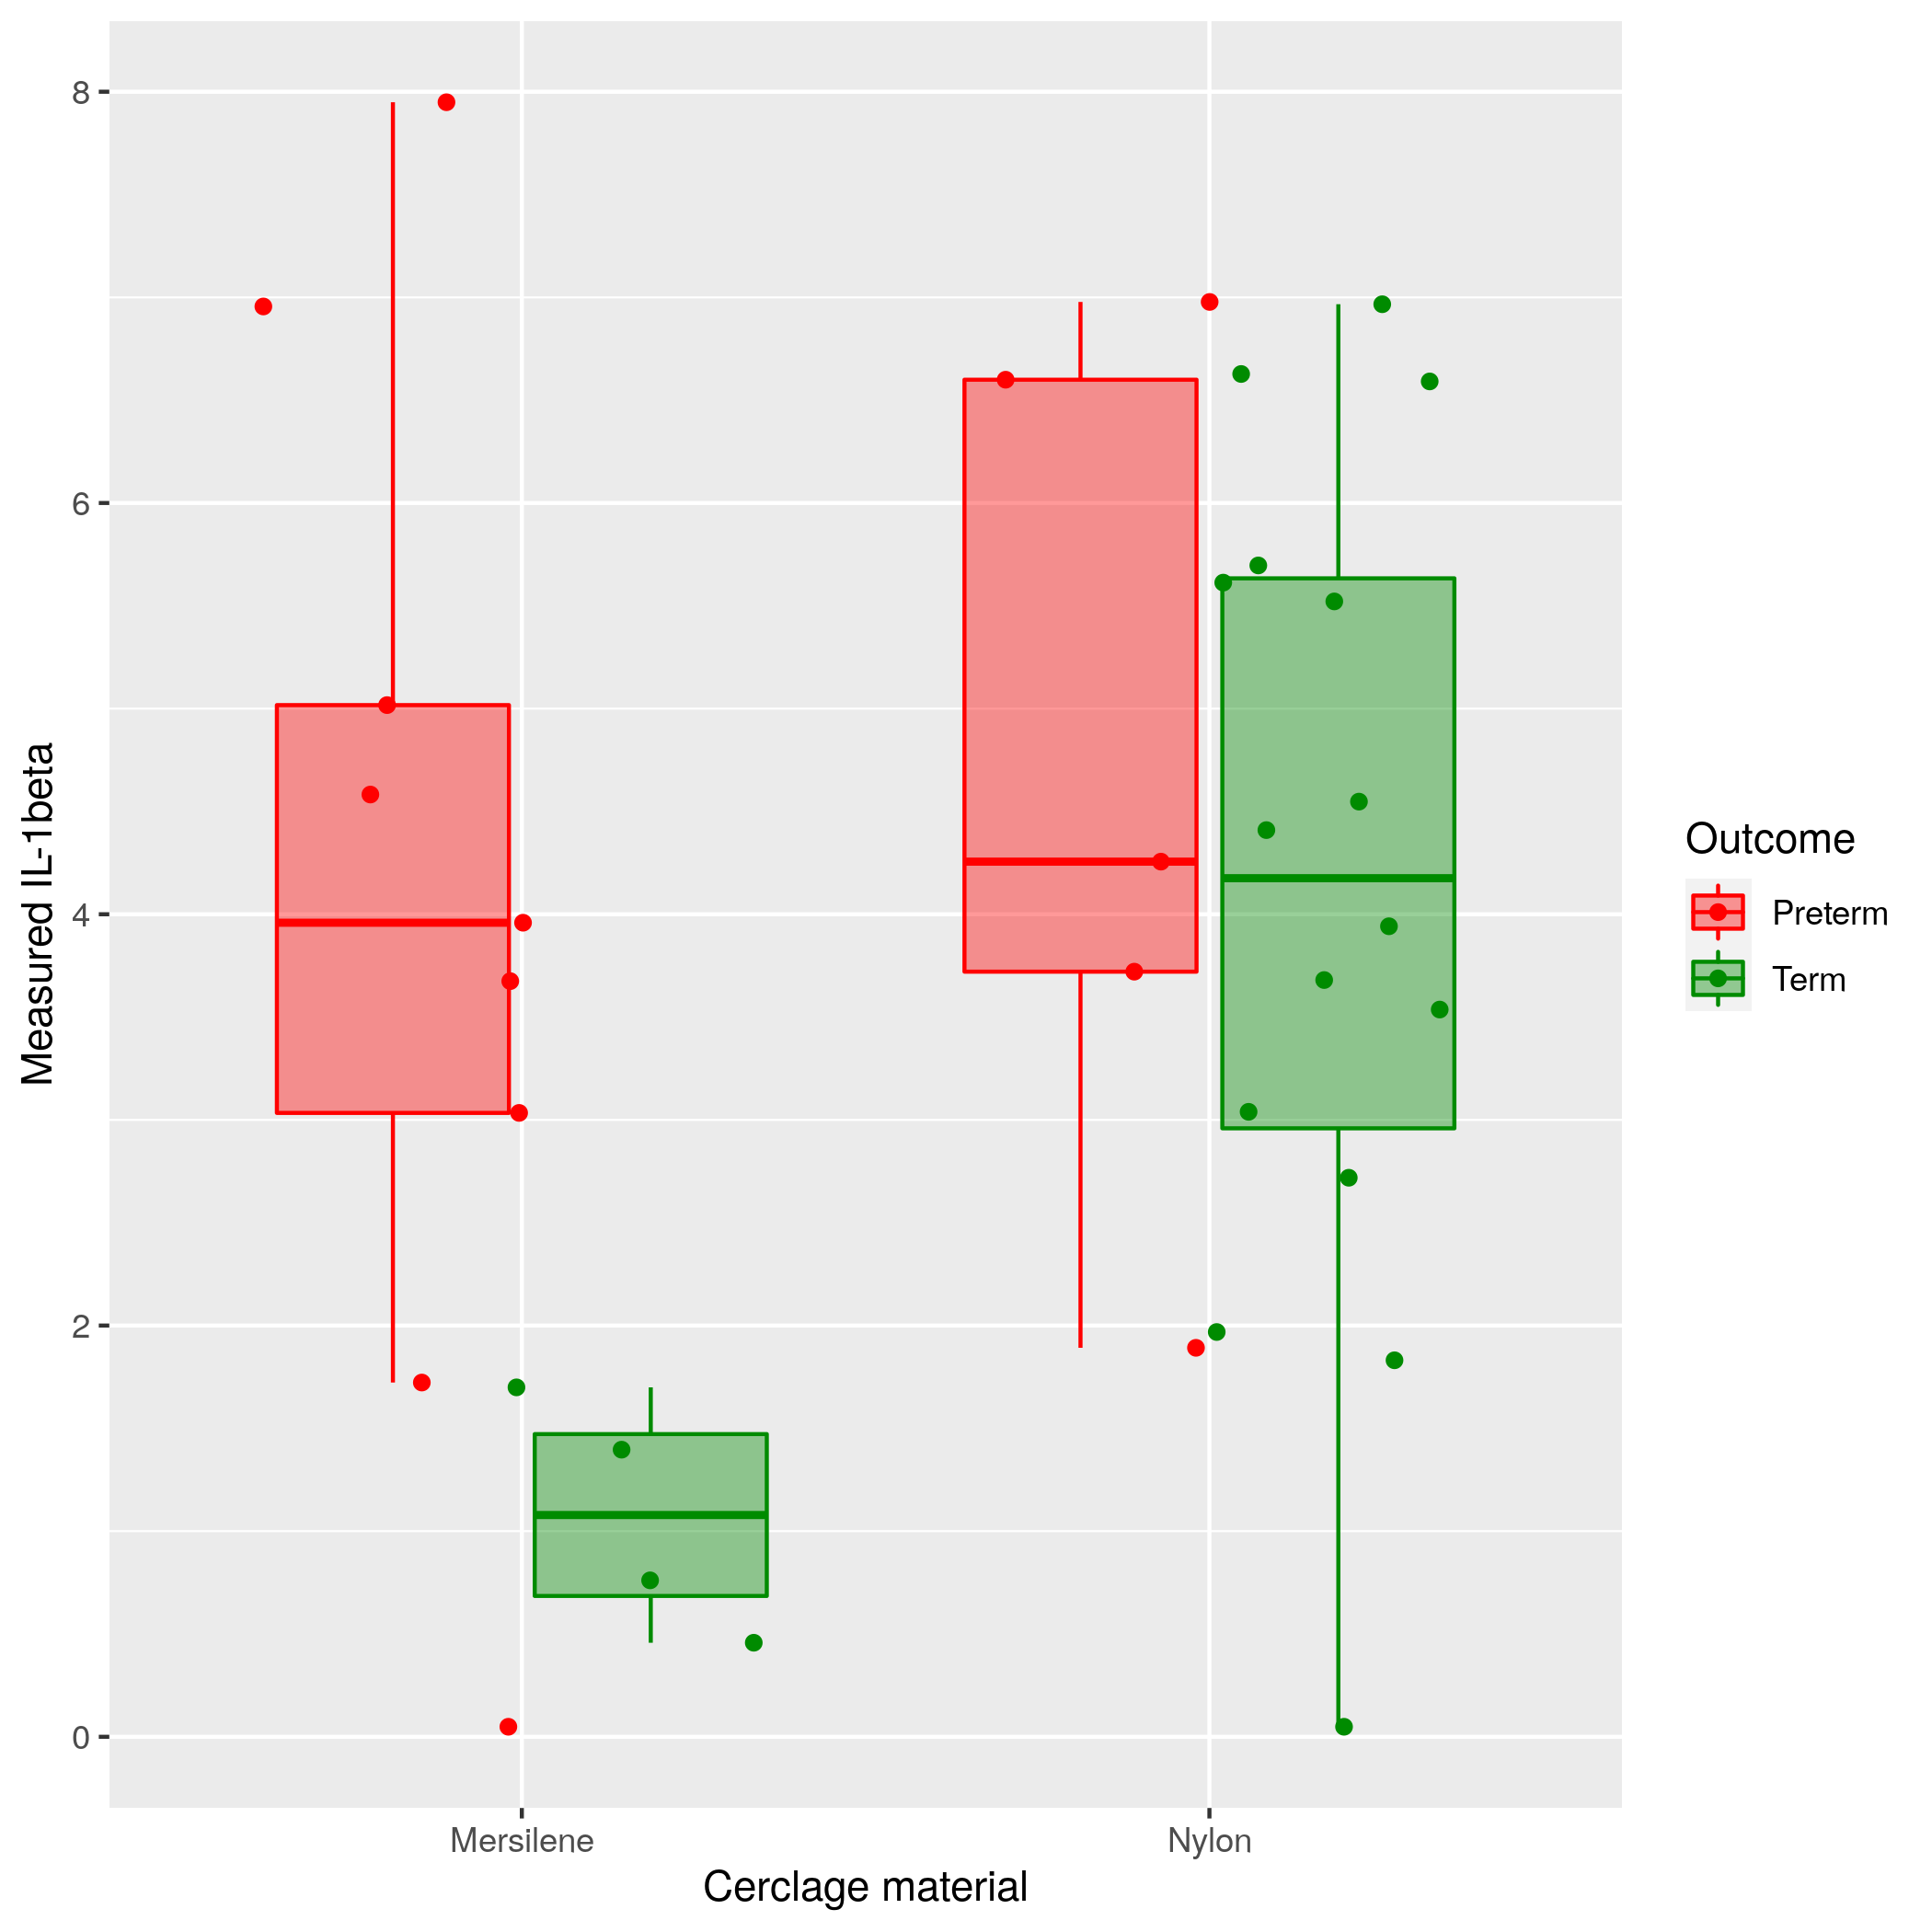 8
6
4
2
0
Measured IL-1beta
Mersilene
Nylon
Cerclage material
Outcome
Preterm
Term